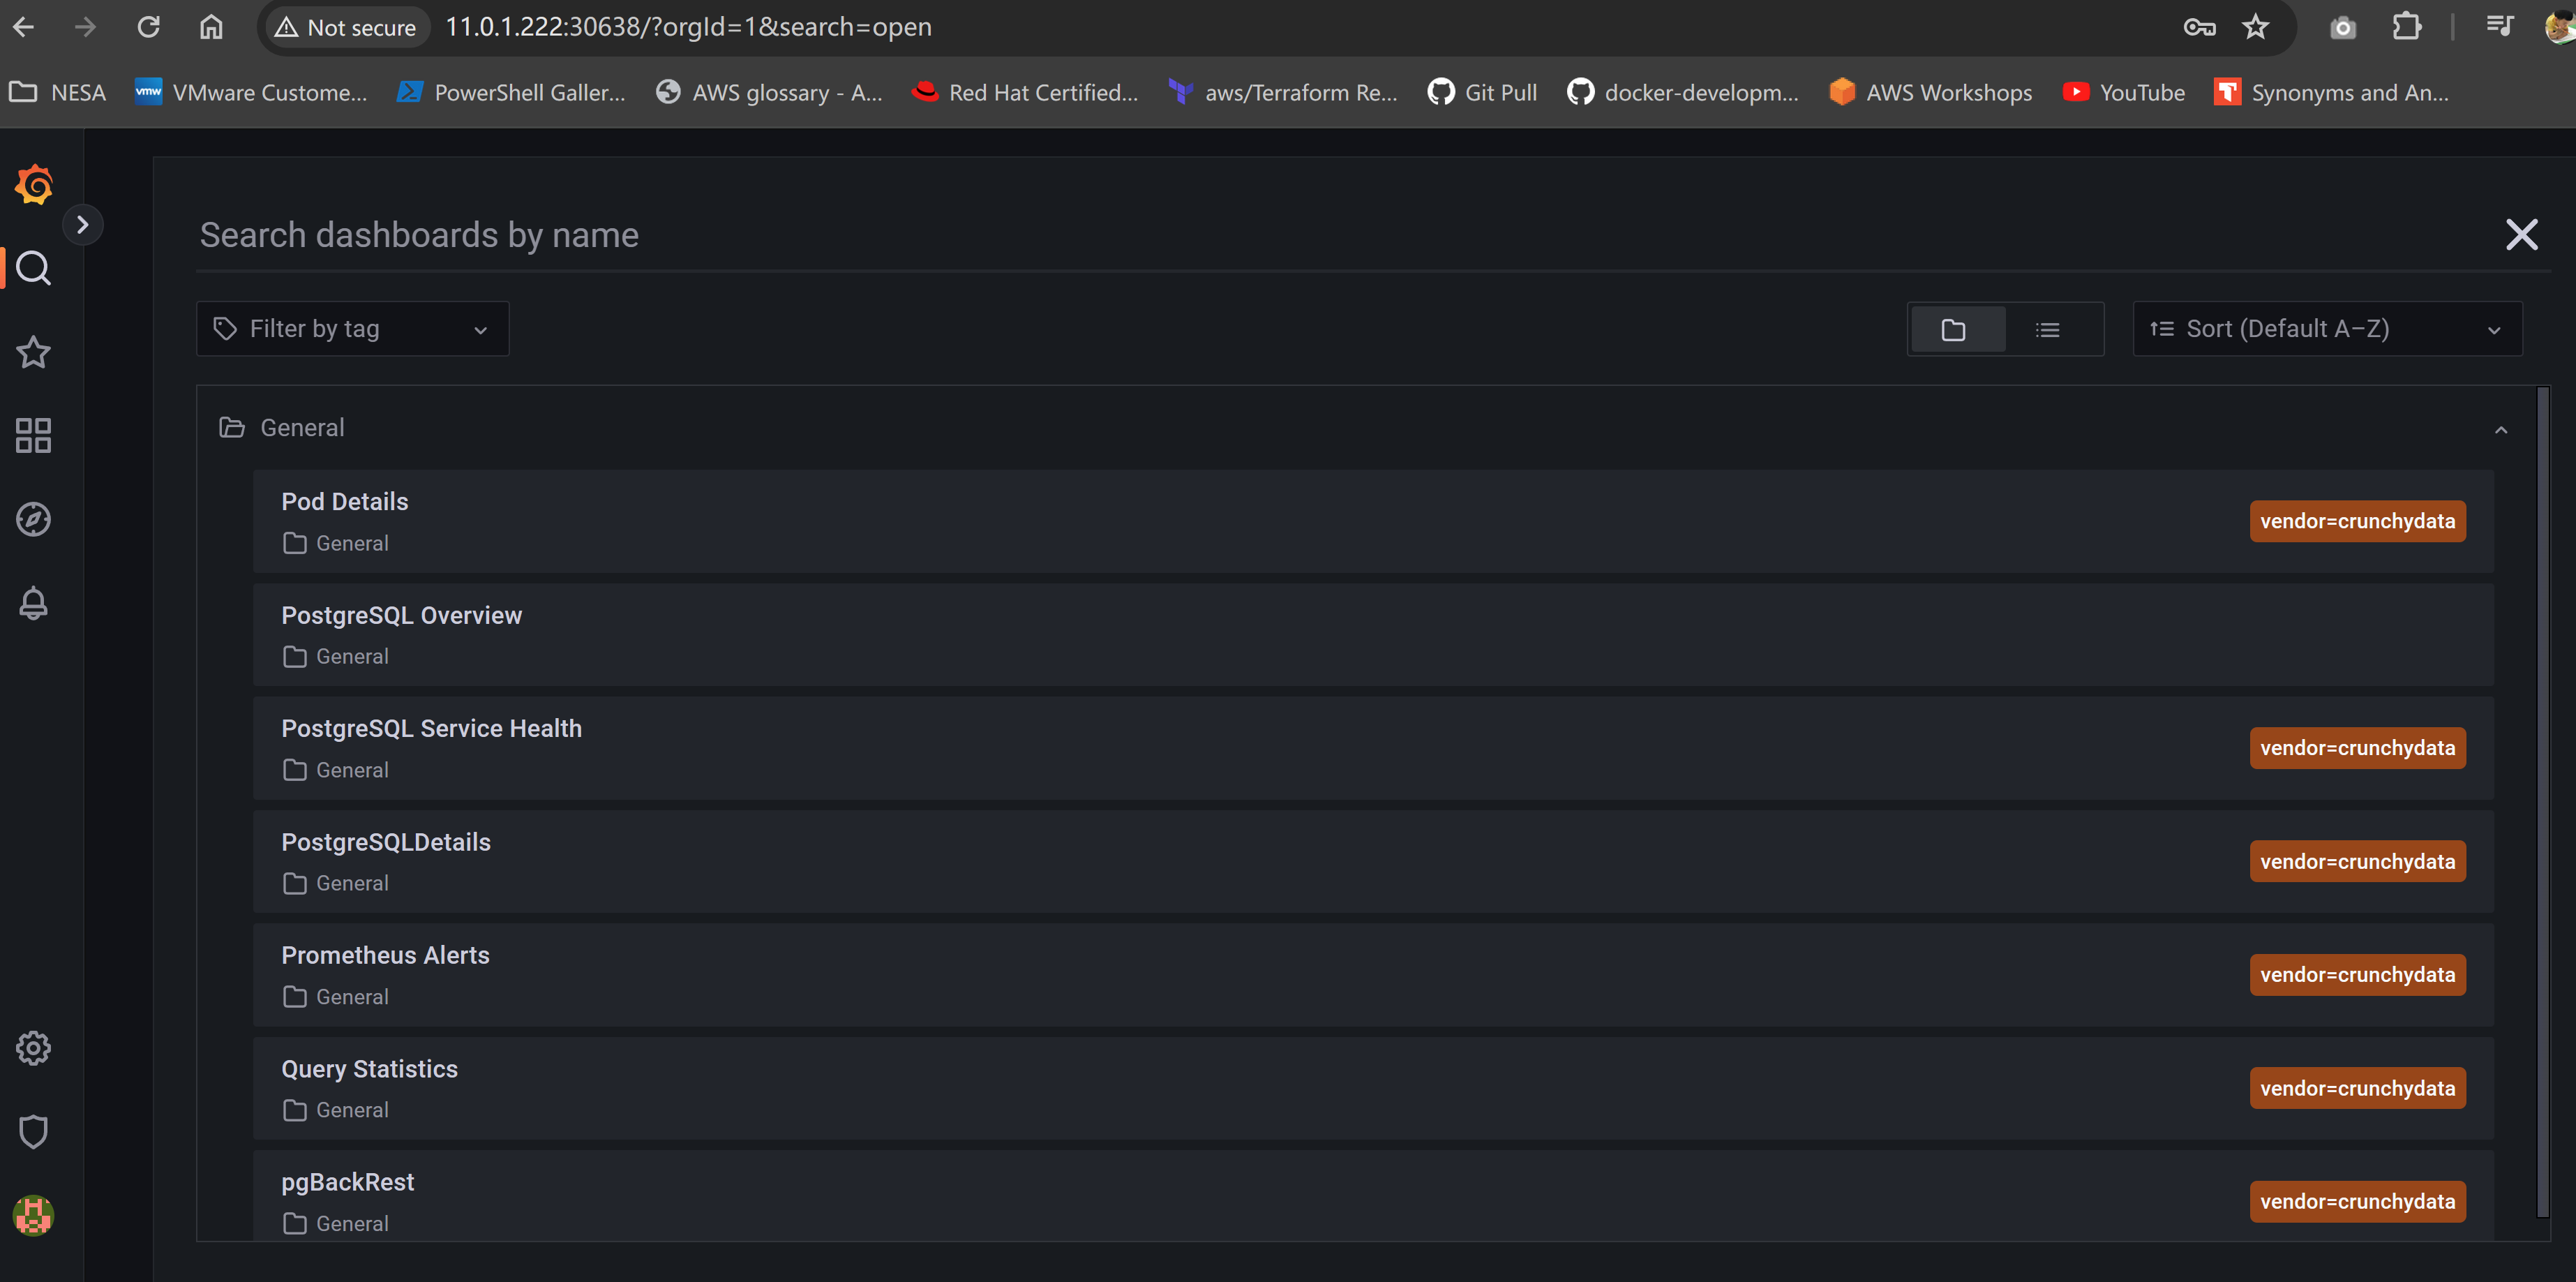 Not secure 11.0.1.222:30638/?orgId=1&search=open
NESA VMware Custome... PowerShell Galler... AWS glossary - A... Red Hat Certified... aws/Terraform Re... Git Pull docker-developm... AWS Workshops YouTube Synonyms and An...
Search dashboards by name
Filter by tag Sort (Default A–Z)
General
Pod Details
General
vendor=crunchydata
PostgreSQL Overview
General
PostgreSQL Service Health
General
vendor=crunchydata
PostgreSQLDetails
General
vendor=crunchydata
Prometheus Alerts
General
vendor=crunchydata
Query Statistics
General
vendor=crunchydata
pgBackRest
General
vendor=crunchydata